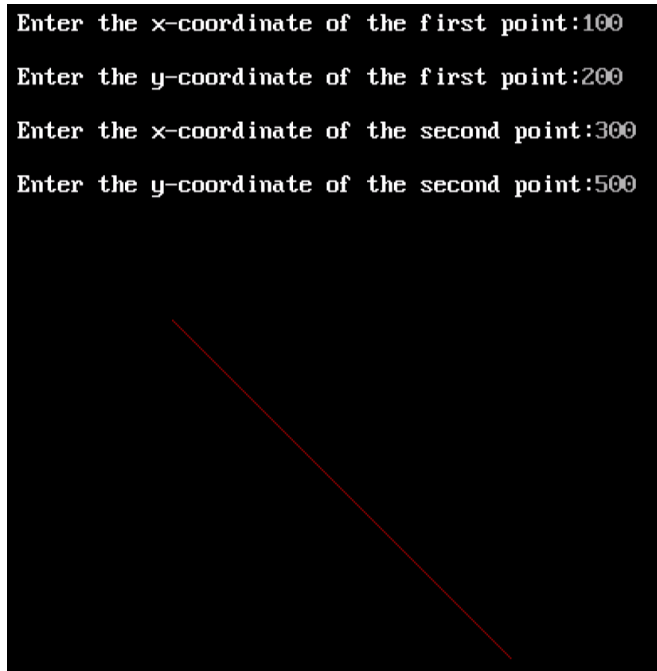 Enter the x-coordinate of the first point:100
Enter the y-coordinate of the first point:200
Enter the x-coordinate of the second point:300
Enter the y-coordinate of the second point:500